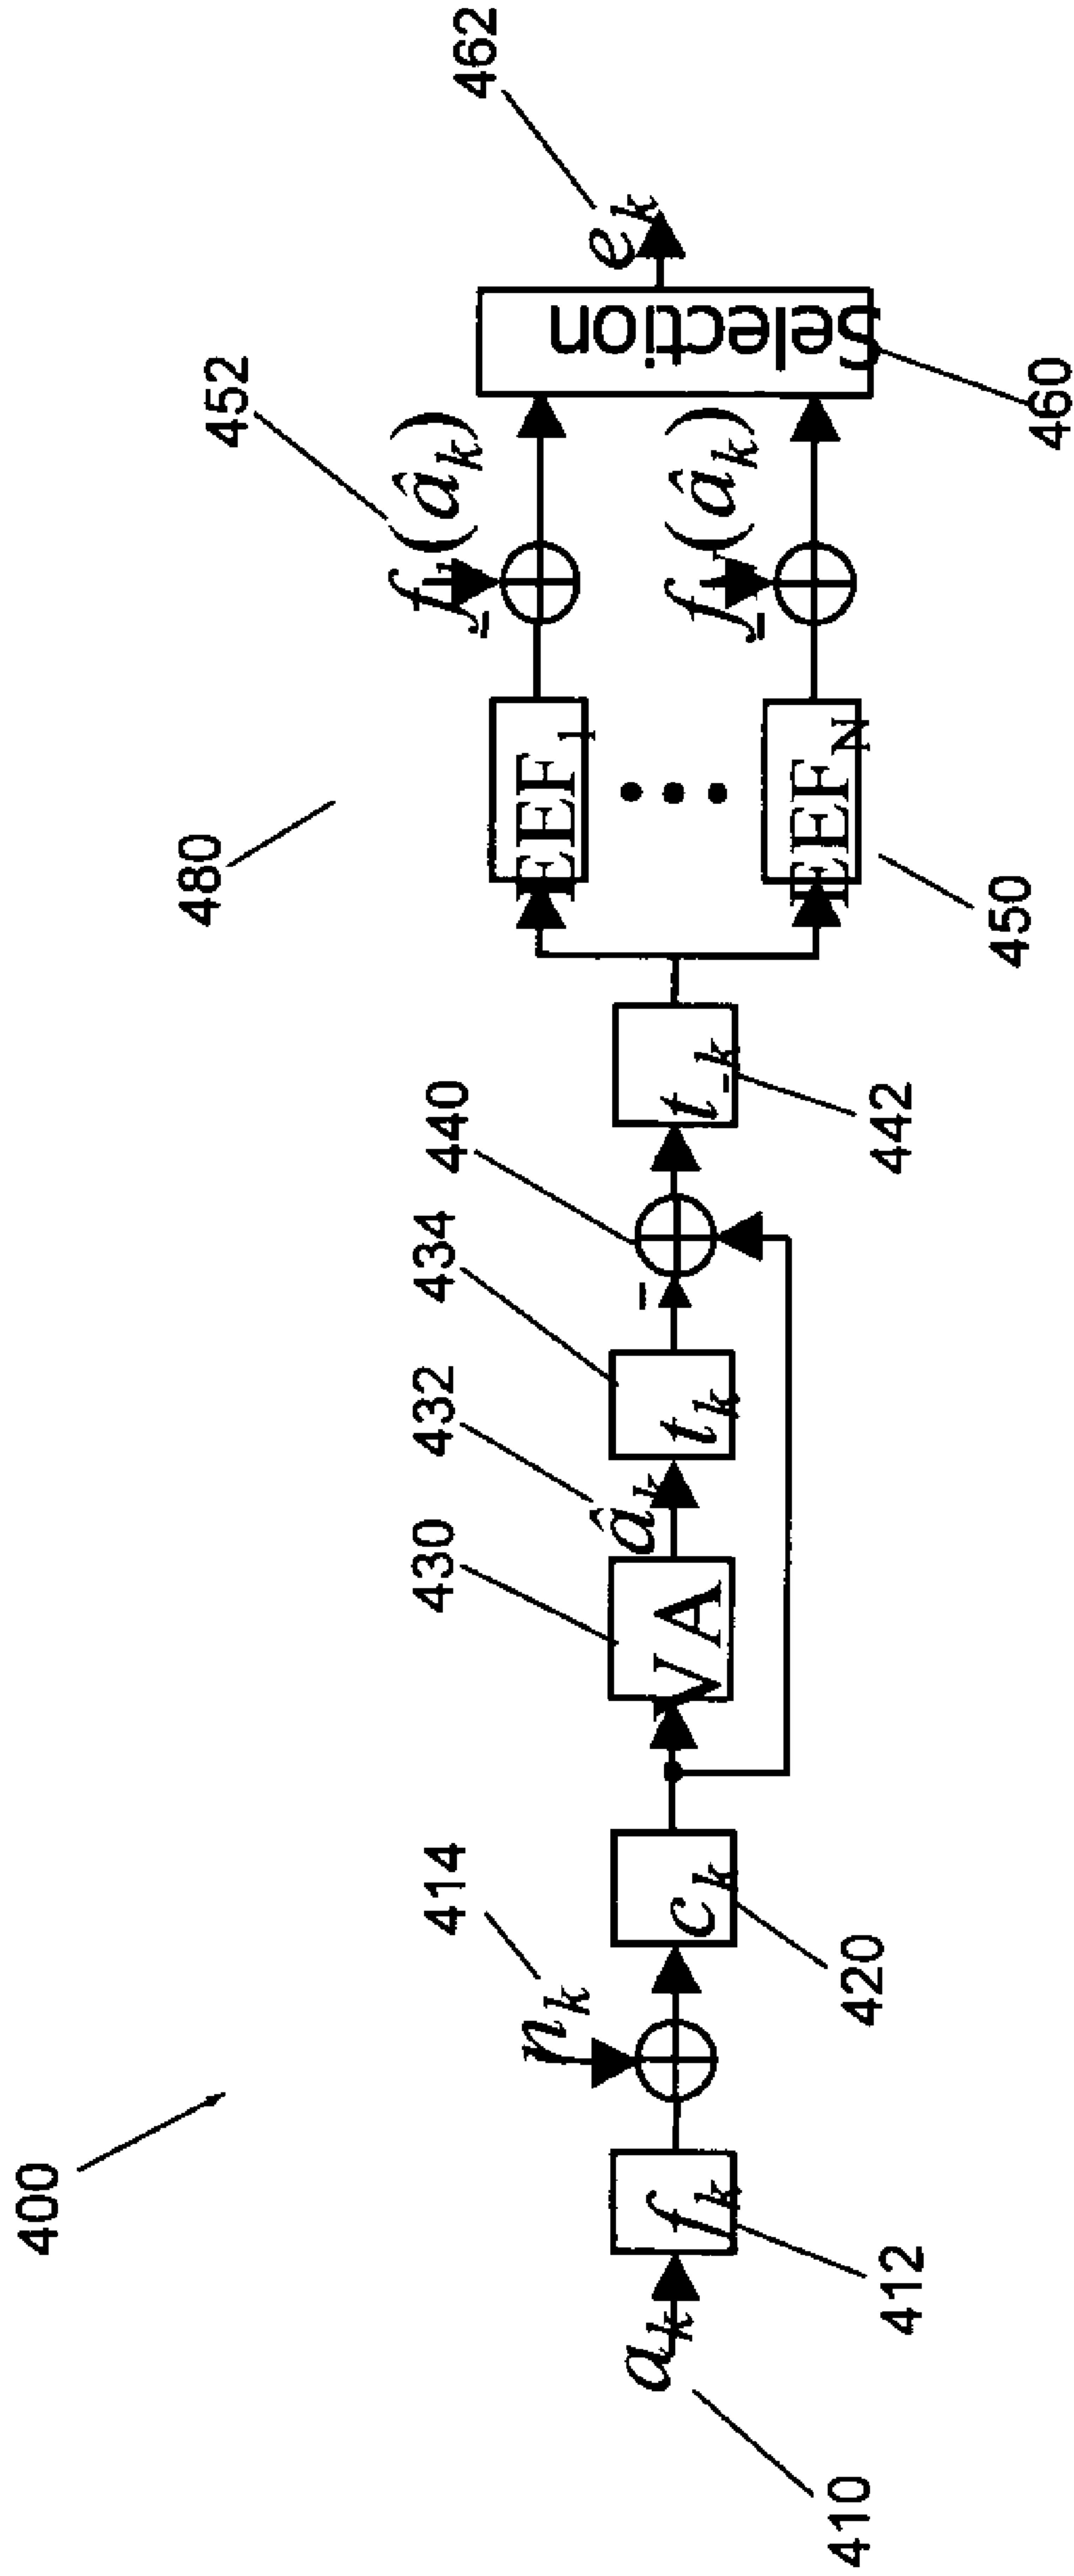 400
480
410
a_k
412
f_k
414
n_k
420
c_k
430
VA
432
â_k
434
t_k
-
440
442
t_-k
450
EEF_1
EEF_N
452
-f_1(â_k)
-f_1(â_k)
460
Selection
462
e_k